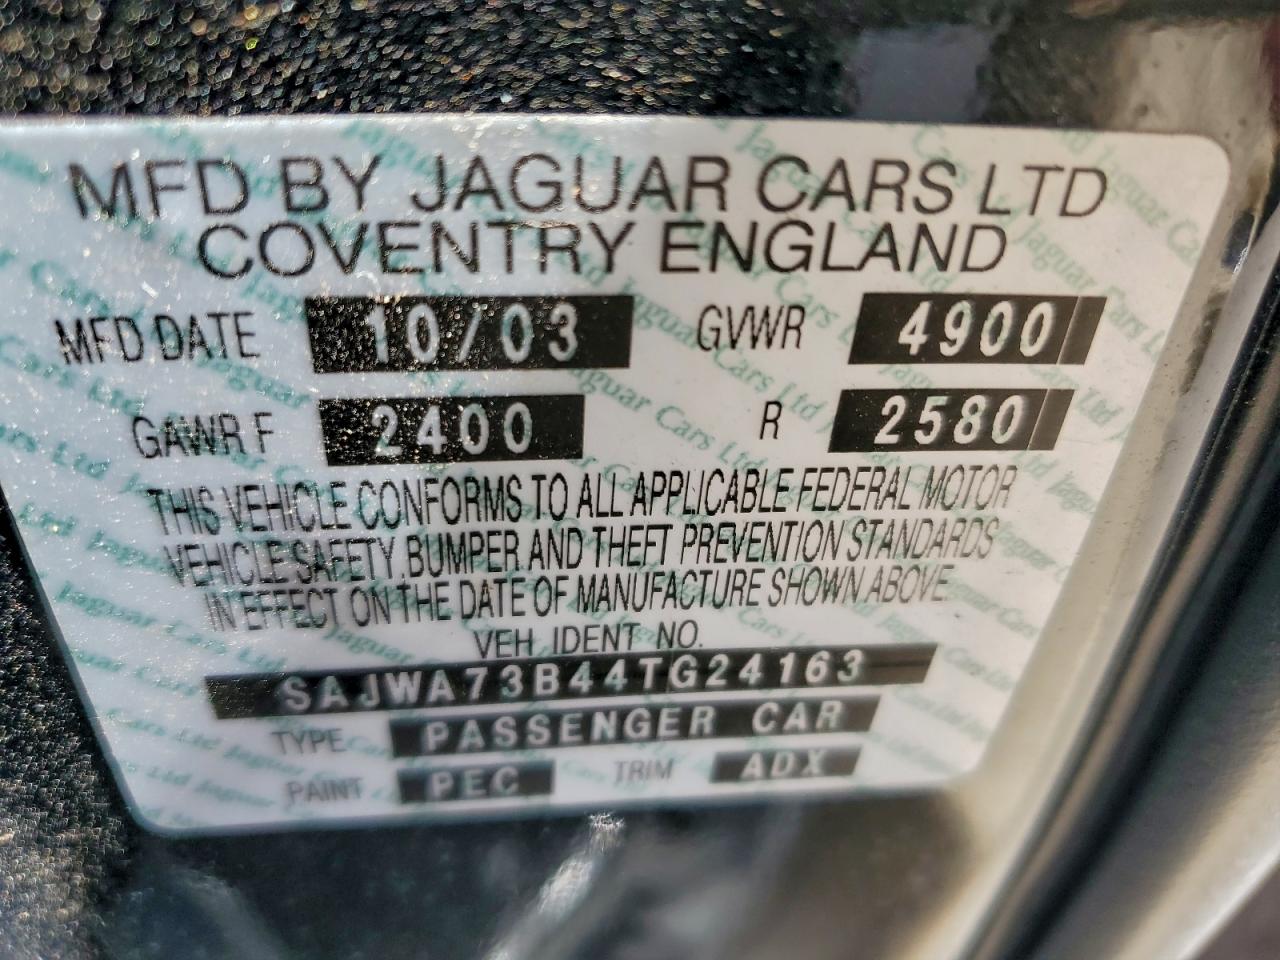 MFD BY JAGUAR CARS LTD
COVENTRY ENGLAND
MFD DATE 10/03 GVWR 4900
GAWR F 2400 R 2580
THIS VEHICLE CONFORMS TO ALL APPLICABLE FEDERAL MOTOR
VEHICLE SAFETY, BUMPER AND THEFT PREVENTION STANDARDS
IN EFFECT ON THE DATE OF MANUFACTURE SHOWN ABOVE
VEH IDENT NO.
SAJWA73B44TG24163
TYPE PASSENGER CAR
PAINT PEC TRIM ADX